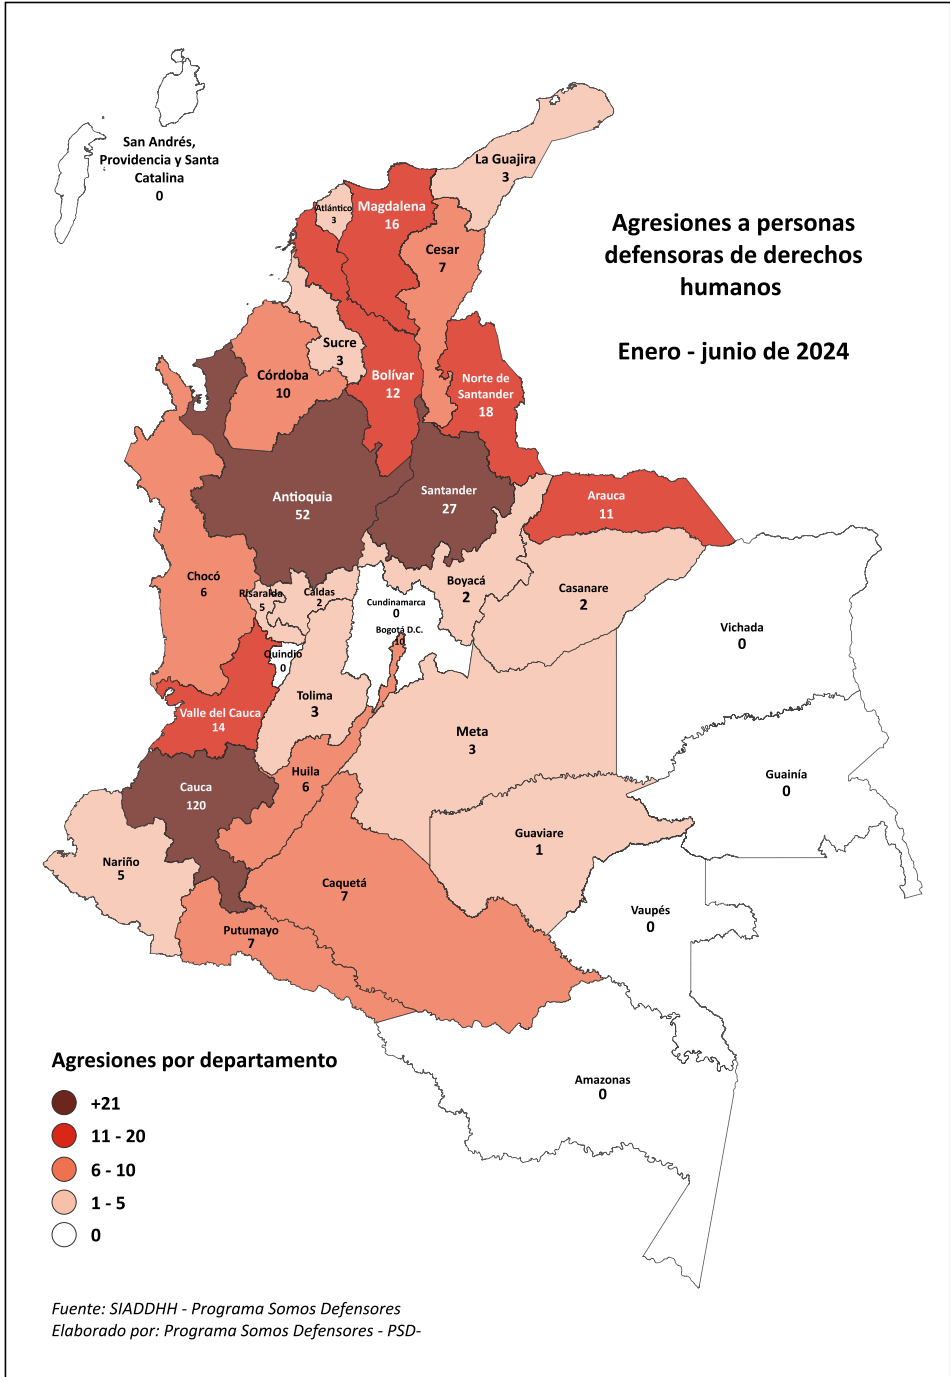 San Andrés,
Providencia y Santa
Catalina
0
La Guajira
3
Atlántico
3
Magdalena
16
Cesar
7
Agresiones a personas
defensoras de derechos
humanos
Enero - junio de 2024
Sucre
3
Córdoba
10
Bolívar
12
Norte de
Santander
18
Antioquia
52
Santander
27
Arauca
11
Chocó
6
Risaralda
5
Caldas
2
Boyacá
2
Casanare
2
Cundinamarca
0
Bogotá D.C.
10
Vichada
0
Quindío
0
Tolima
3
Valle del Cauca
14
Meta
3
Huila
6
Guainía
0
Cauca
120
Guaviare
1
Nariño
5
Caquetá
7
Vaupés
0
Putumayo
7
Amazonas
0
Agresiones por departamento
+21
11 - 20
6 - 10
1 - 5
0
Fuente: SIADDHH - Programa Somos Defensores
Elaborado por: Programa Somos Defensores - PSD-